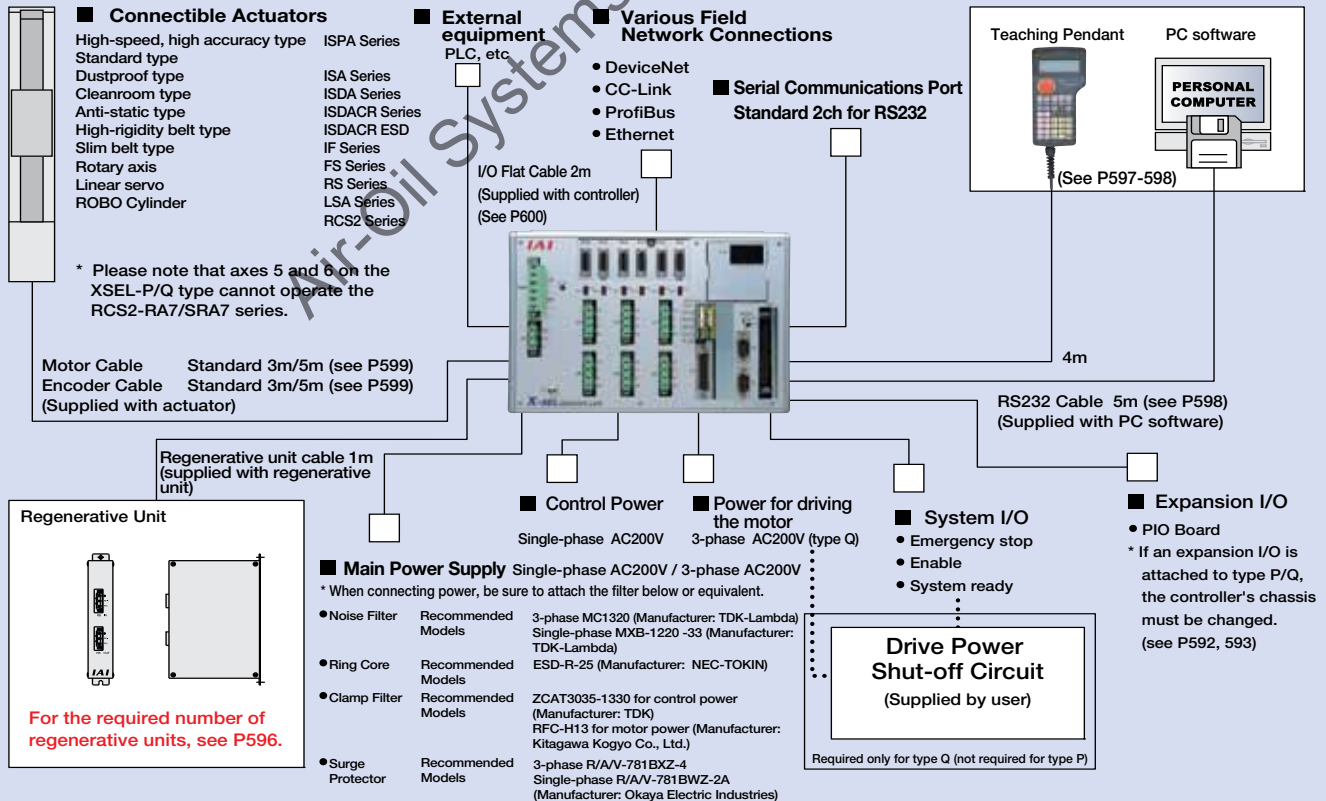 ■ Connectible Actuators
High-speed, high accuracy type ISPA Series
Standard type
Dustproof type ISA Series
Cleanroom type ISDA Series
Anti-static type ISDACR Series
High-rigidity belt type ISDACR ESD
Slim belt type IF Series
Rotary axis FS Series
Linear servo RS Series
ROBO Cylinder LSA Series
RCS2 Series
* Please note that axes 5 and 6 on the
XSEL-P/Q type cannot operate the
RCS2-RA7/SRA7 series.
Motor Cable Standard 3m/5m (see P599)
Encoder Cable Standard 3m/5m (see P599)
(Supplied with actuator)
■ External
equipment
PLC, etc
■ Various Field
Network Connections
• DeviceNet
• CC-Link
• ProfiBus
• Ethernet
I/O Flat Cable 2m
(Supplied with controller)
(See P600)
■ Serial Communications Port
Standard 2ch for RS232
Teaching Pendant
PC software
PERSONAL
COMPUTER
(See P597-598)
Air-Oil Systems
IAI
X-SEL
4m
RS232 Cable 5m (see P598)
(Supplied with PC software)
Regenerative unit cable 1m
(supplied with regenerative
unit)
Regenerative Unit
IAI
For the required number of
regenerative units, see P596.
■ Control Power
Single-phase AC200V
■ Power for driving
the motor
3-phase AC200V (type Q)
■ System I/O
• Emergency stop
• Enable
• System ready
■ Expansion I/O
• PIO Board
* If an expansion I/O is
attached to type P/Q,
the controller's chassis
must be changed.
(see P592, 593)
■ Main Power Supply Single-phase AC200V / 3-phase AC200V
* When connecting power, be sure to attach the filter below or equivalent.
• Noise Filter Recommended Models 3-phase MC1320 (Manufacturer: TDK-Lambda)
Single-phase MXB-1220 -33 (Manufacturer:
TDK-Lambda)
• Ring Core Recommended Models ESD-R-25 (Manufacturer: NEC-TOKIN)
• Clamp Filter Recommended Models ZCAT3035-1330 for control power
(Manufacturer: TDK)
RFC-H13 for motor power (Manufacturer:
Kitagawa Kogyo Co., Ltd.)
• Surge Protector Recommended Models 3-phase R/A/V-781BXZ-4
Single-phase R/A/V-781BWZ-2A
(Manufacturer: Okaya Electric Industries)
Drive Power
Shut-off Circuit
(Supplied by user)
Required only for type Q (not required for type P)